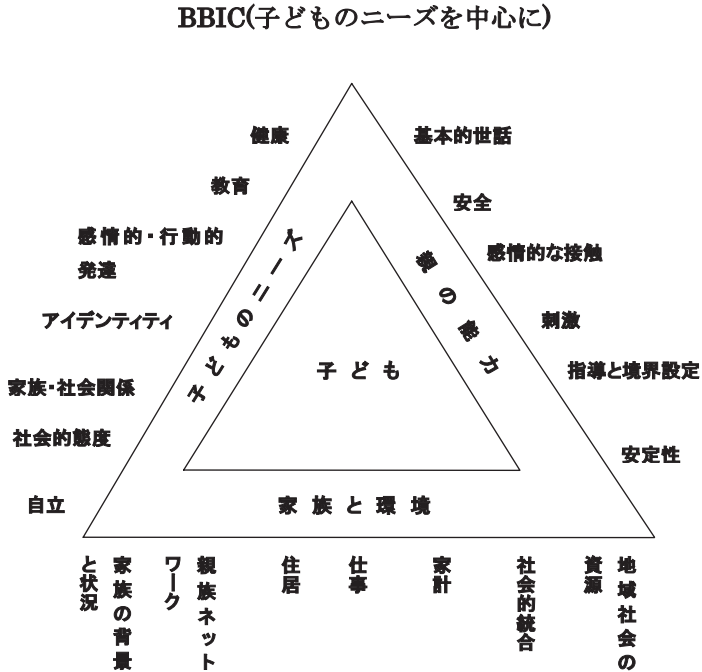 BBIC(子どものニーズを中心に)
健康
教育
感情的・行動的
発達
アイデンティティ
家族・社会関係
社会的態度
自立
子どものニーズ
基本的世話
安全
感情的な接触
刺激
指導と境界設定
安定性
親の能力
子ども
家族と環境
家族の背景
と状況
親族ネット
ワーク
住居
仕事
家計
社会的統合
地域社会の
資源